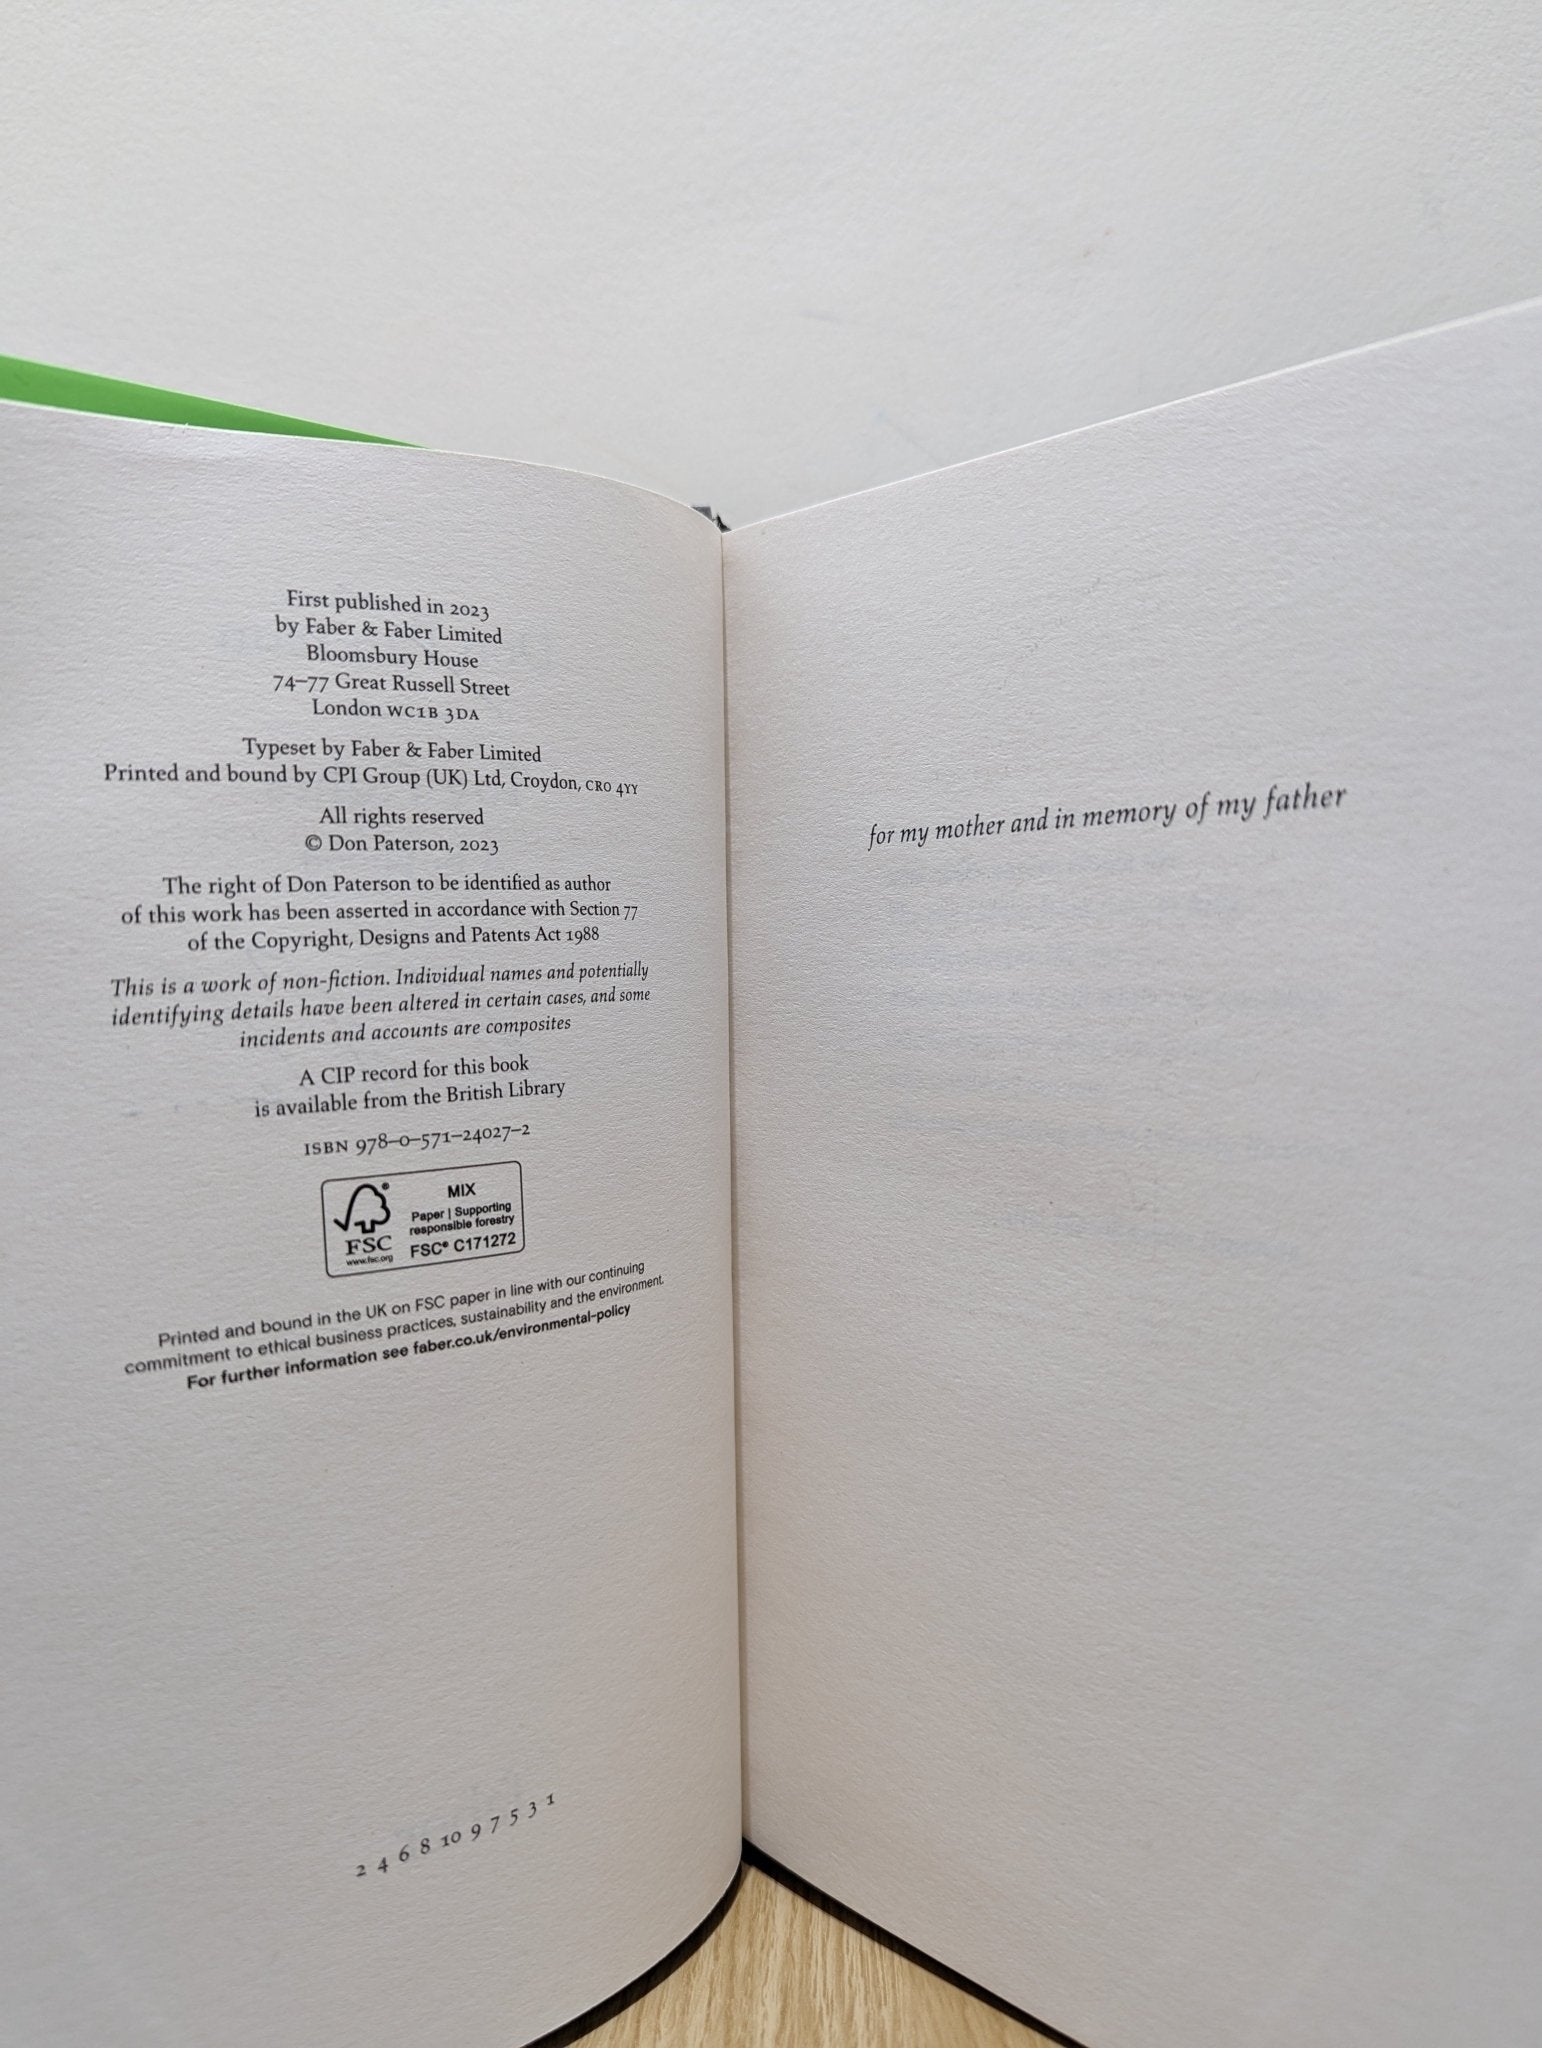 First published in 2023
by Faber & Faber Limited
Bloomsbury House
74–77 Great Russell Street
London WC1B 3DA
Typeset by Faber & Faber Limited
Printed and bound by CPI Group (UK) Ltd, Croydon, CR0 4YY
All rights reserved
© Don Paterson, 2023
The right of Don Paterson to be identified as author
of this work has been asserted in accordance with Section 77
of the Copyright, Designs and Patents Act 1988
This is a work of non-fiction. Individual names and potentially
identifying details have been altered in certain cases, and some
incidents and accounts are composites
A CIP record for this book
is available from the British Library
ISBN 978–0–571–24027–2
MIX
Paper | Supporting
responsible forestry
FSC® C171272
®
FSC
www.fsc.org
Printed and bound in the UK on FSC paper in line with our continuing
commitment to ethical business practices, sustainability and the environment.
For further information see faber.co.uk/environmental-policy
2 4 6 8 10 9 7 5 3 1
for my mother and in memory of my father